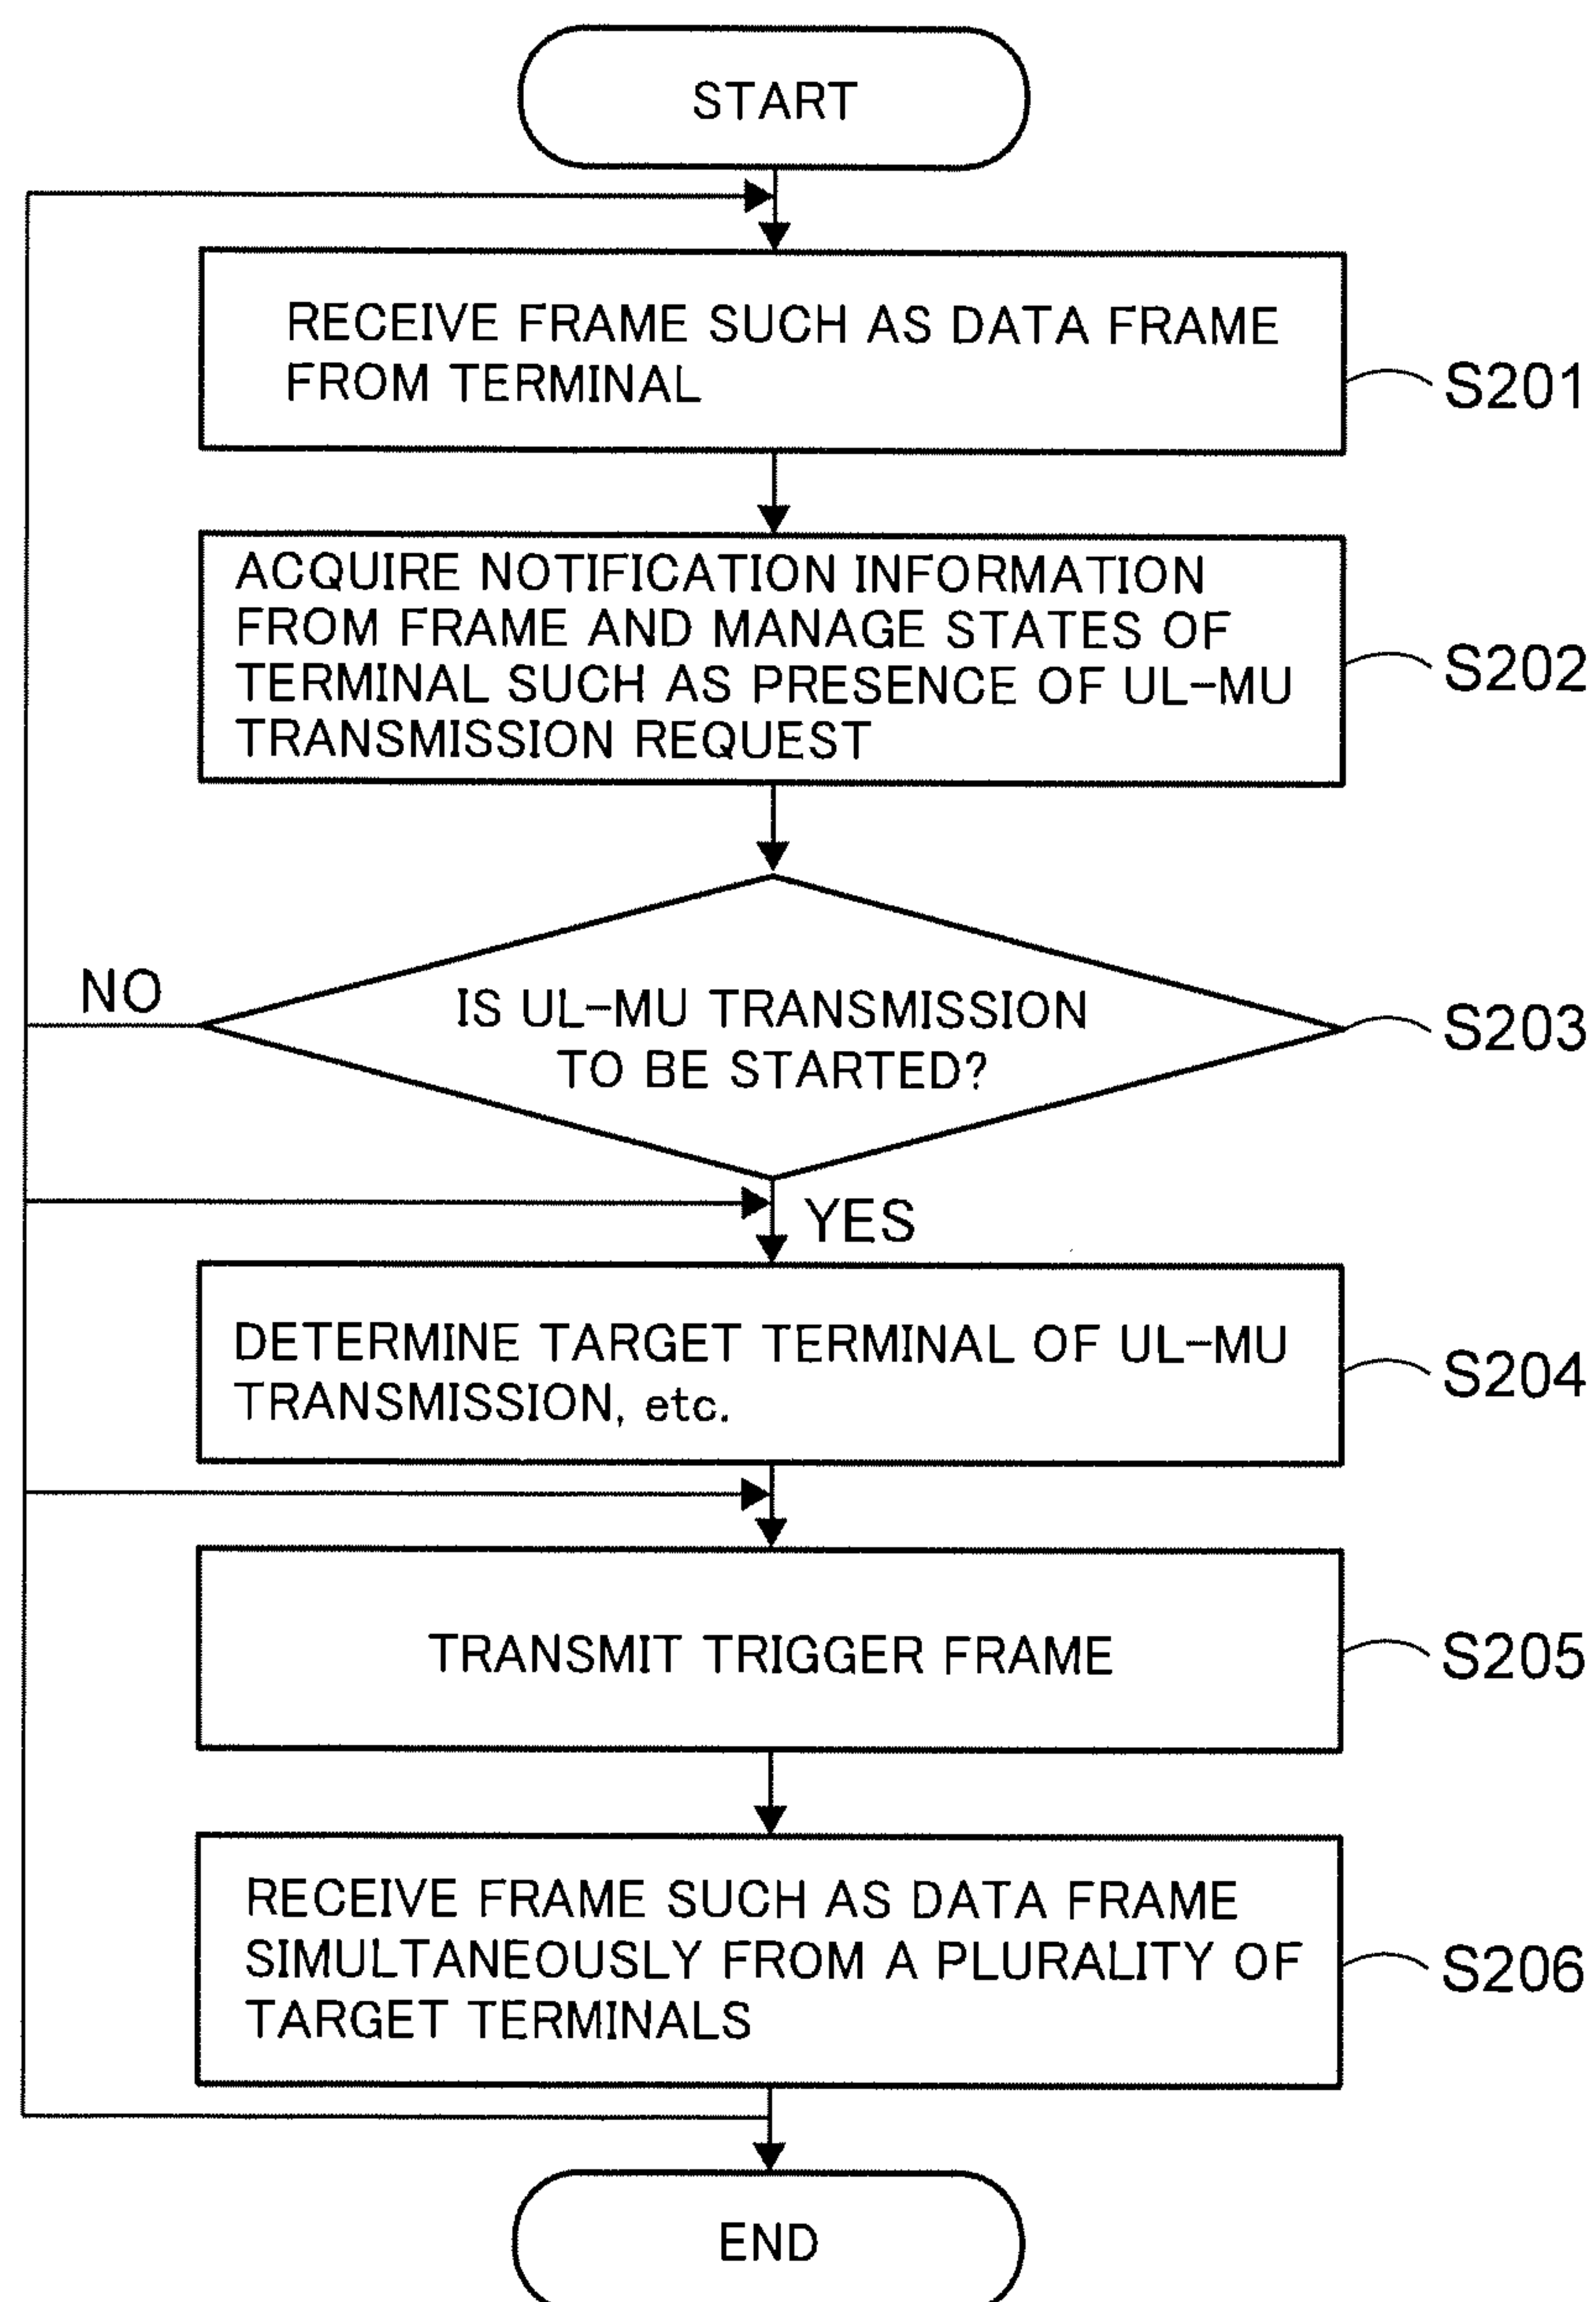 START
RECEIVE FRAME SUCH AS DATA FRAME
FROM TERMINAL
S201
ACQUIRE NOTIFICATION INFORMATION
FROM FRAME AND MANAGE STATES OF
TERMINAL SUCH AS PRESENCE OF UL-MU
TRANSMISSION REQUEST
S202
NO
IS UL-MU TRANSMISSION
TO BE STARTED?
S203
YES
DETERMINE TARGET TERMINAL OF UL-MU
TRANSMISSION, etc.
S204
TRANSMIT TRIGGER FRAME
S205
RECEIVE FRAME SUCH AS DATA FRAME
SIMULTANEOUSLY FROM A PLURALITY OF
TARGET TERMINALS
S206
END